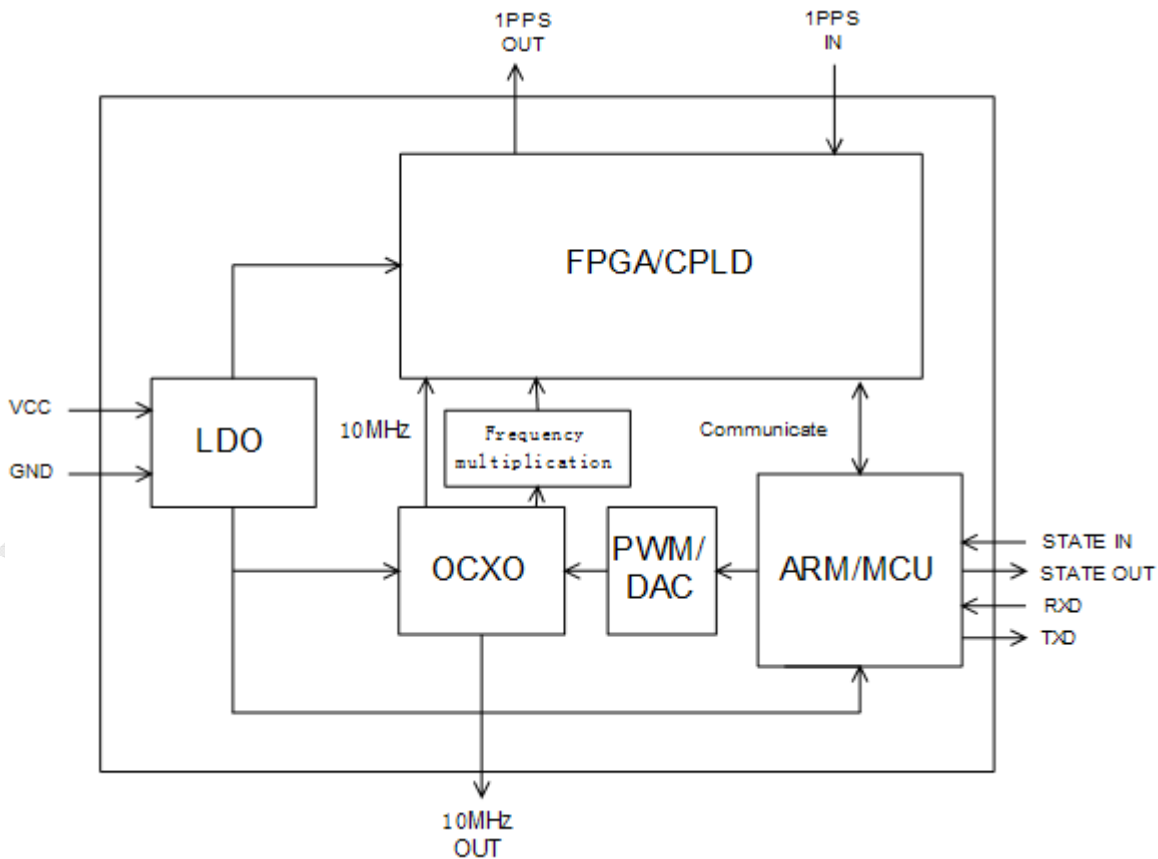 1PPS
OUT
1PPS
IN
FPGA/CPLD
VCC
GND
LDO
10MHz
Frequency
multiplication
Communicate
OCXO
PWM/
DAC
ARM/MCU
STATE IN
STATE OUT
RXD
TXD
10MHz
OUT